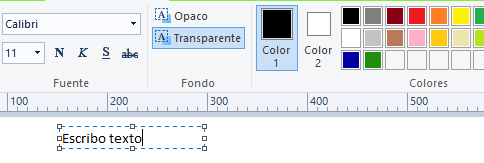 Calibri
11 N K S abc
Fuente
Opaco
Transparente
Fondo
Color
1
Color
2
Colores
100 200 300 400 500
Escribo texto